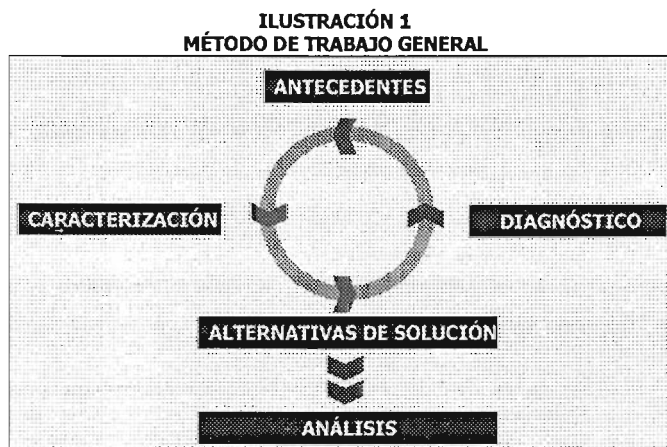 ILUSTRACIÓN 1
MÉTODO DE TRABAJO GENERAL
ANTECEDENTES
CARACTERIZACIÓN
DIAGNÓSTICO
ALTERNATIVAS DE SOLUCIÓN
ANÁLISIS